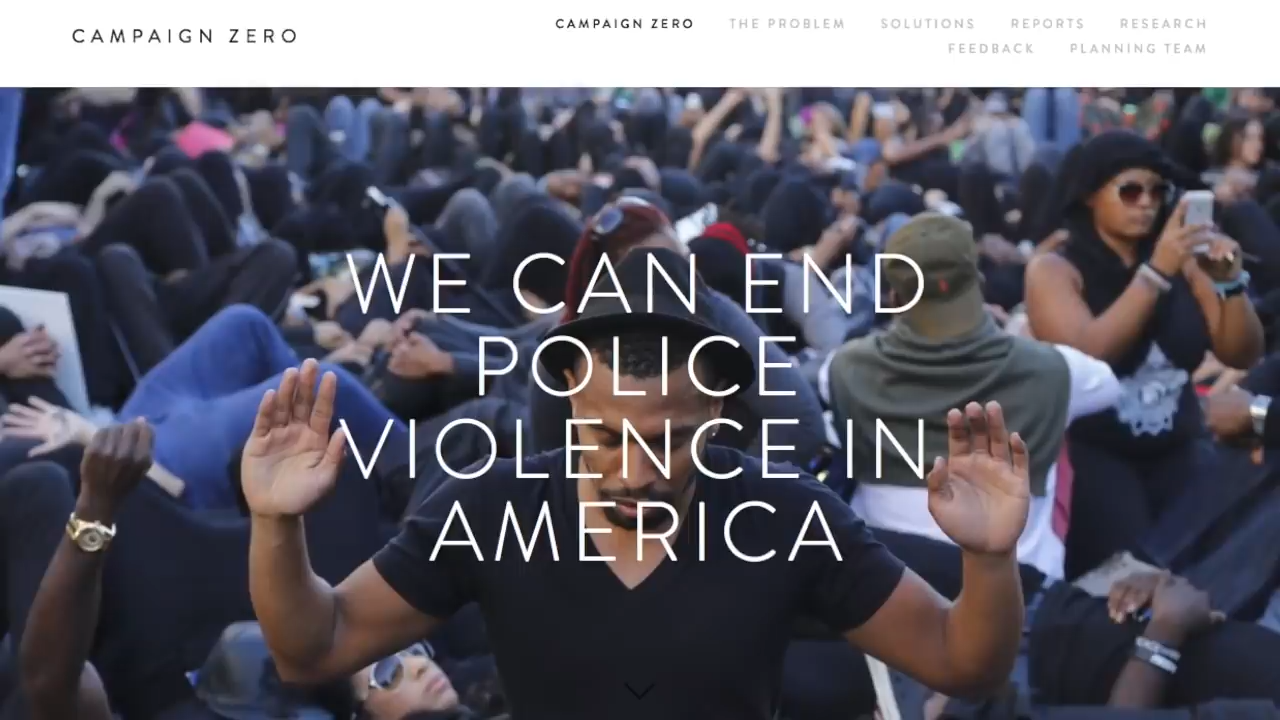 CAMPAIGN ZERO
CAMPAIGN ZERO THE PROBLEM SOLUTIONS REPORTS RESEARCH
FEEDBACK PLANNING TEAM
WE CAN END
POLICE
VIOLENCE IN
AMERICA